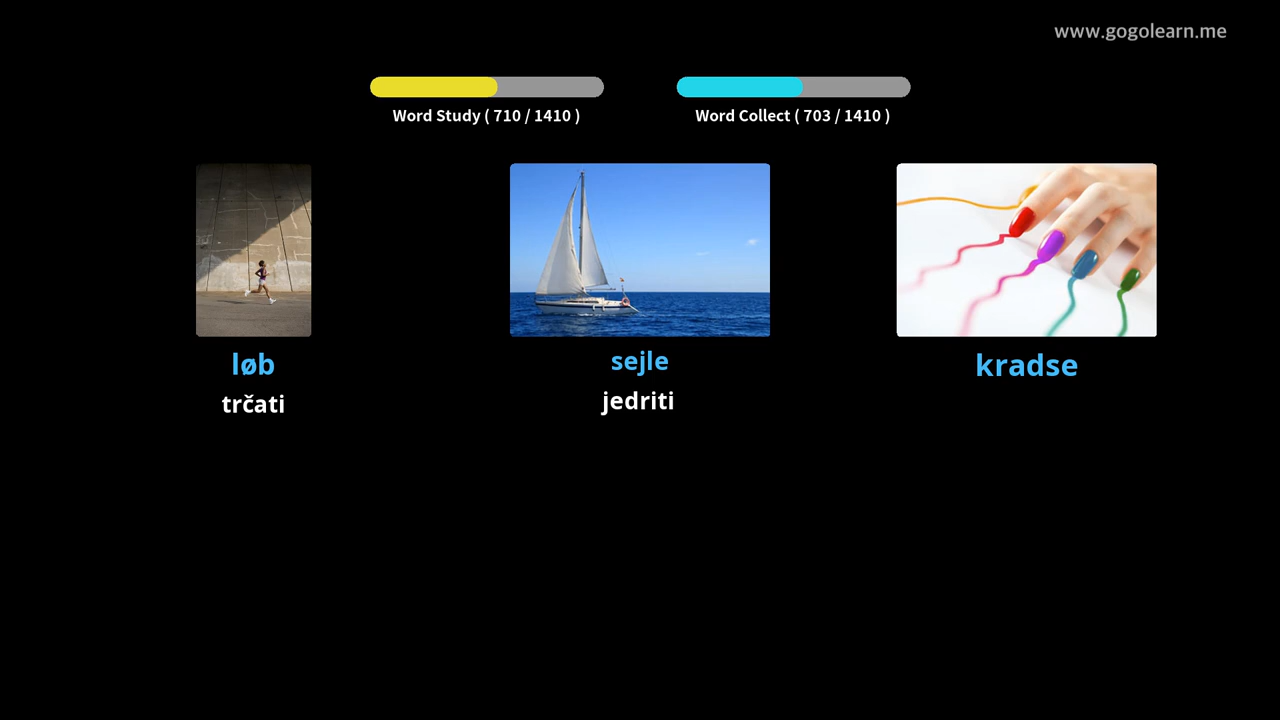 www.gogolearn.me
Word Study ( 710 / 1410 )
Word Collect ( 703 / 1410 )
løb
trčati
sejle
jedriti
kradse